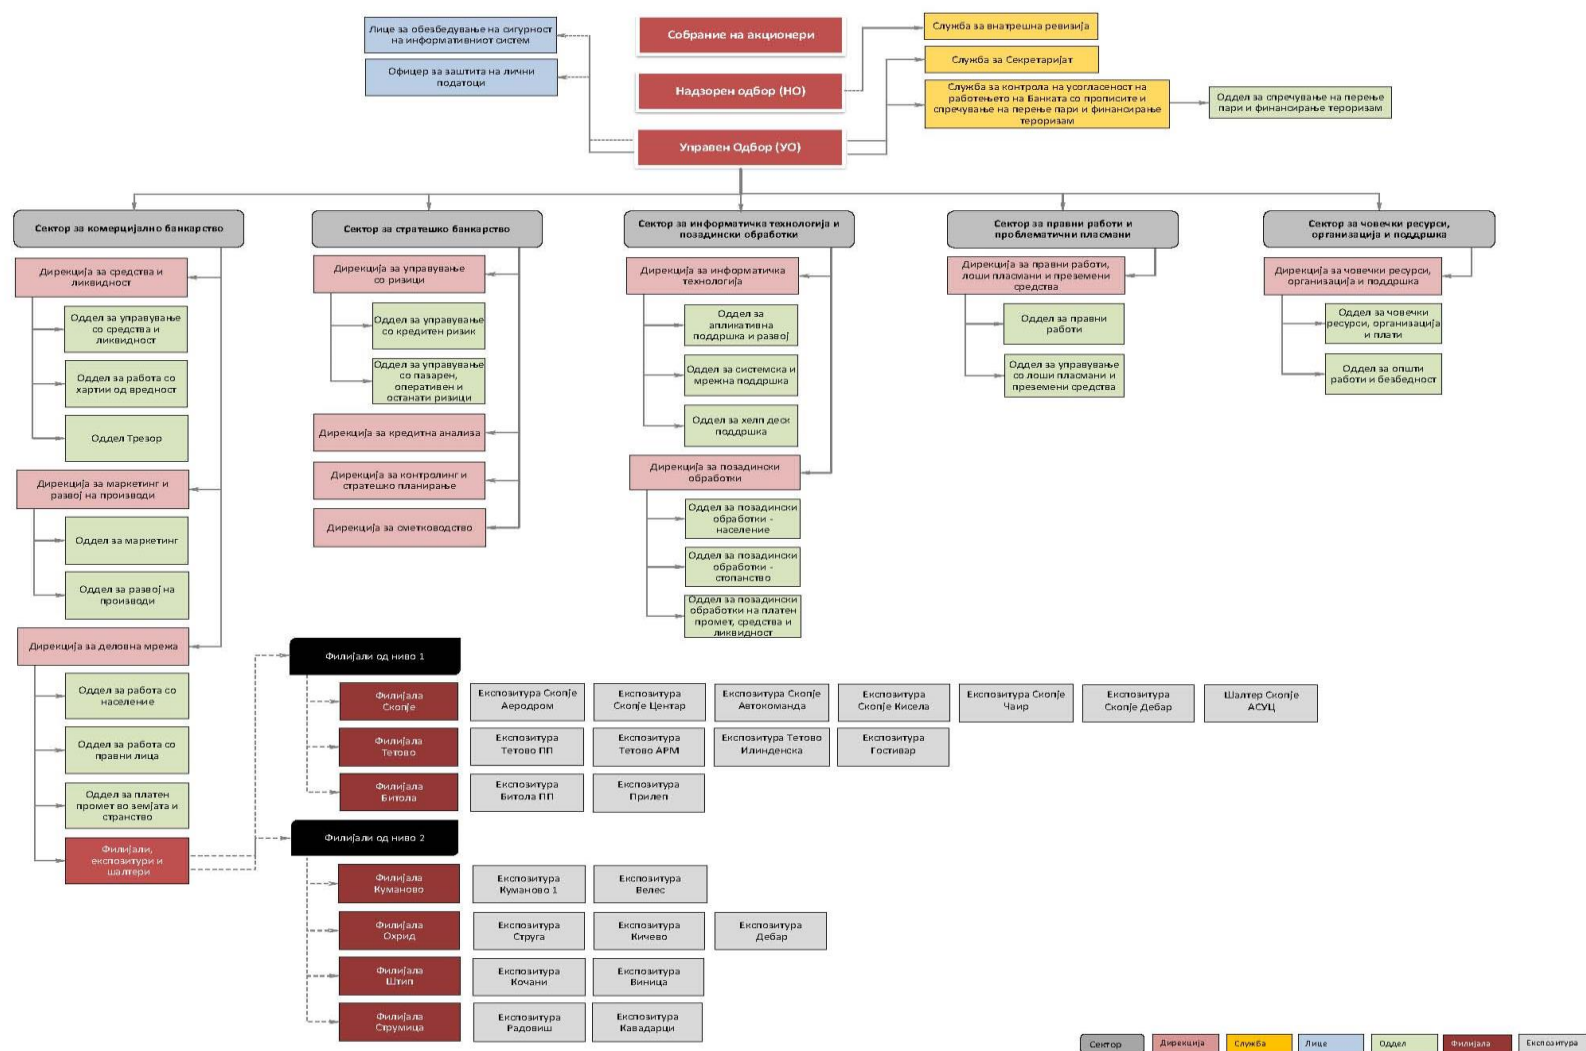 Лице за обезбедување на сигурност
на информативниот систем
Офицер за заштита на лични
податоци
Собрание на акционери
Надзорен одбор (НО)
Управен Одбор (УО)
Служба за внатрешна ревизија
Служба за Секретаријат
Служба за контрола на усогласеност на
работењето на Банката со прописите и
спречување на перење пари и финансирање
тероризам
Оддел за спречување на перење
пари и финансирање тероризам
Сектор за комерцијално банкарство
Дирекција за средства и
ликвидност
Оддел за управување
со средства и
ликвидност
Оддел за работа со
хартии од вредност
Оддел Трезор
Дирекција за маркетинг и
развој на производи
Оддел за маркетинг
Оддел за развој на
производи
Дирекција за деловна мрежа
Оддел за работа со
население
Оддел за работа со
правни лица
Оддел за платен
промет во земјата и
странство
Филијали,
експозитури и
шалтери
Сектор за стратешко банкарство
Дирекција за управување
со ризици
Оддел за управување
со кредитен ризик
Оддел за управување
со пазарен,
оперативен и
останати ризици
Дирекција за кредитна анализа
Дирекција за контролинг и
стратешко планирање
Дирекција за сметководство
Сектор за информатичка технологија и
позадински обработки
Дирекција за информатичка
технологија
Оддел за
апликативна
поддршка и развој
Оддел за системска и
мрежна поддршка
Оддел за хелп деск
поддршка
Дирекција за позадински
обработки
Оддел за позадински
обработки -
население
Оддел за позадински
обработки -
стопанство
Оддел за позадински
обработки на платен
промет, средства и
ликвидност
Сектор за правни работи и
проблематични пласмани
Дирекција за правни работи,
лоши пласмани и преземени
средства
Оддел за правни
работи
Оддел за управување
со лоши пласмани и
преземени средства
Сектор за човечки ресурси,
организација и поддршка
Дирекција за човечки ресурси,
организација и поддршка
Оддел за човечки
ресурси, организација
и плати
Оддел за општи
работи и безбедност
Филијали од ниво 1
Филијала
Скопје
Експозитура Скопје
Аеродром
Експозитура
Скопје Центар
Експозитура Скопје
Автокоманда
Експозитура
Скопје Кисела
Експозитура Скопје
Чаир
Експозитура
Скопје Дебар
Шалтер Скопје
АСУЦ
Филијала
Тетово
Експозитура
Тетово ПП
Експозитура
Тетово АРМ
Експозитура Тетово
Илинденска
Експозитура
Гостивар
Филијала
Битола
Експозитура
Битола ПП
Експозитура
Прилеп
Филијали од ниво 2
Филијала
Куманово
Експозитура
Куманово 1
Експозитура
Велес
Филијала
Охрид
Експозитура
Струга
Експозитура
Кичево
Експозитура
Дебар
Филијала
Штип
Експозитура
Кочани
Експозитура
Виница
Филијала
Струмица
Експозитура
Радовиш
Експозитура
Кавадарци
Сектор
Дирекција
Служба
Лице
Оддел
Филијала
Експозитура